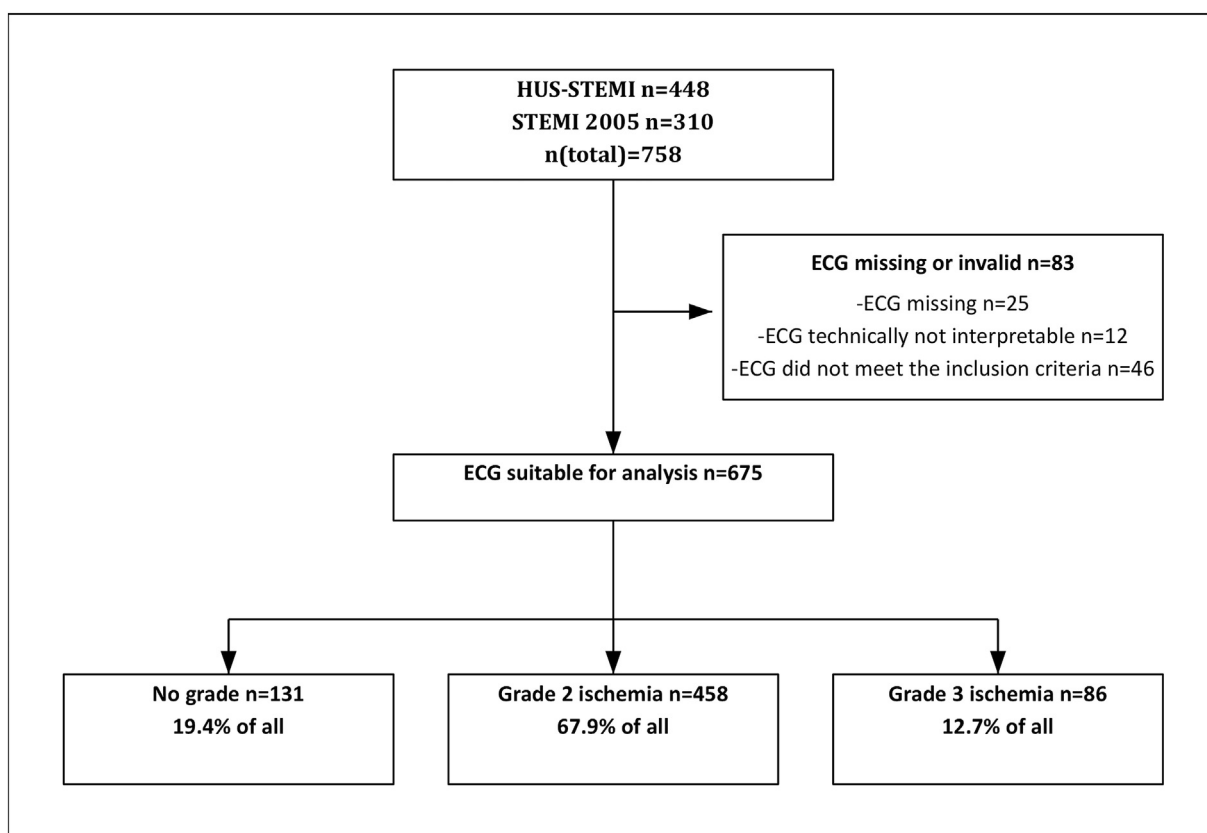 HUS-STEMI n=448
STEMI 2005 n=310
n(total)=758
ECG missing or invalid n=83
-ECG missing n=25
-ECG technically not interpretable n=12
-ECG did not meet the inclusion criteria n=46
ECG suitable for analysis n=675
No grade n=131
19.4% of all
Grade 2 ischemia n=458
67.9% of all
Grade 3 ischemia n=86
12.7% of all